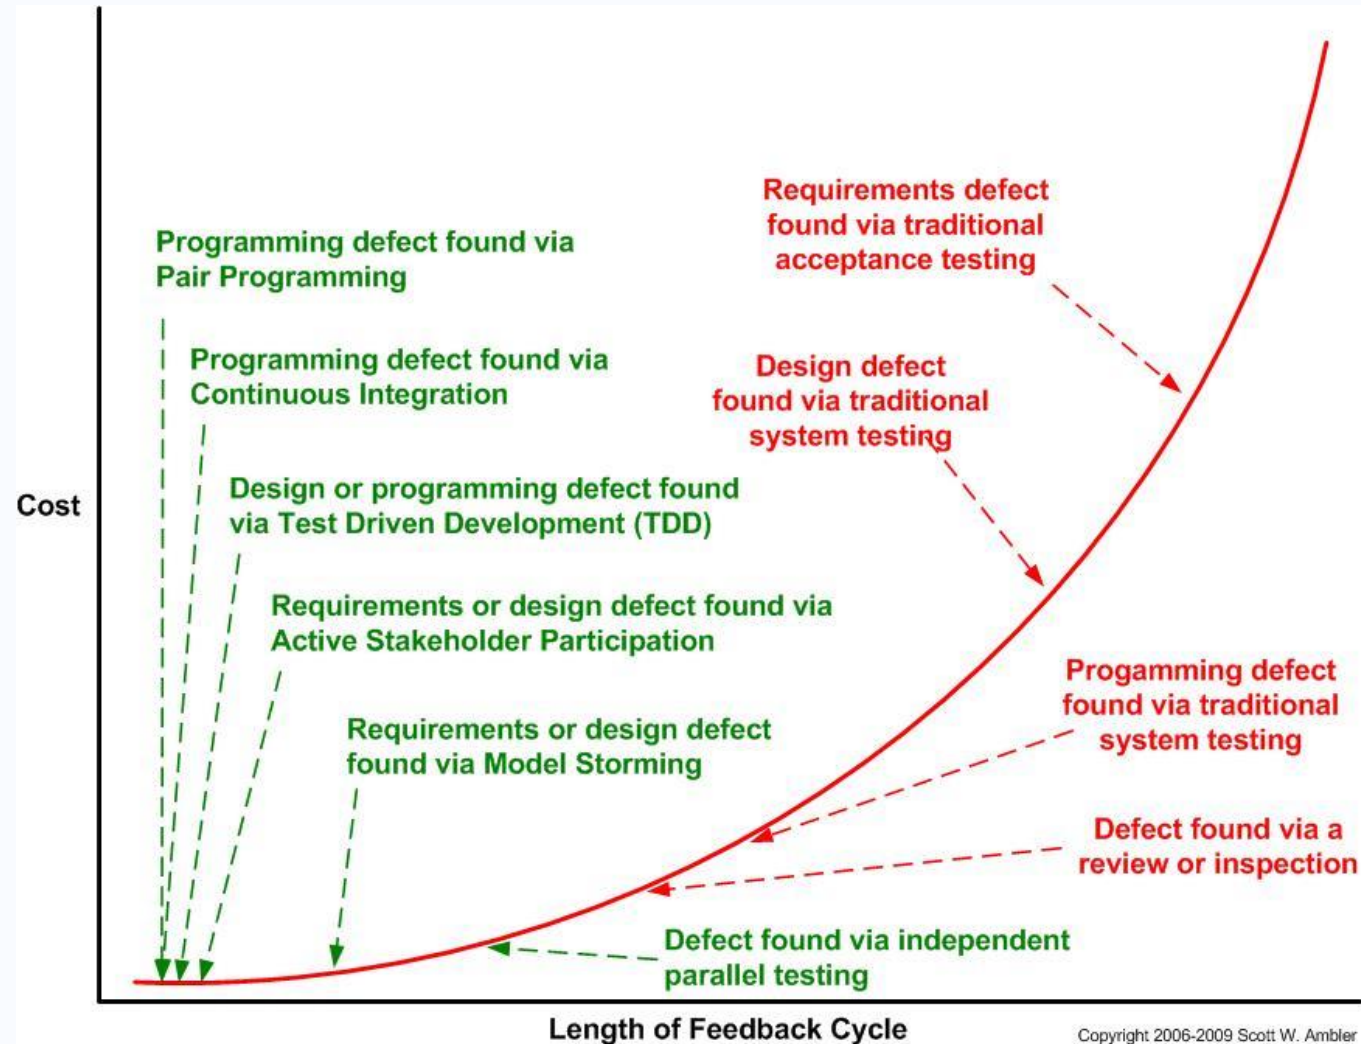 Requirements defect
found via traditional
acceptance testing
Programming defect found via
Pair Programming
Programming defect found via
Continuous Integration
Design defect
found via traditional
system testing
Cost
Design or programming defect found
via Test Driven Development (TDD)
Requirements or design defect found via
Active Stakeholder Participation
Progamming defect
found via traditional
system testing
Requirements or design defect
found via Model Storming
Defect found via a
review or inspection
Defect found via independent
parallel testing
Length of Feedback Cycle
Copyright 2006-2009 Scott W. Ambler